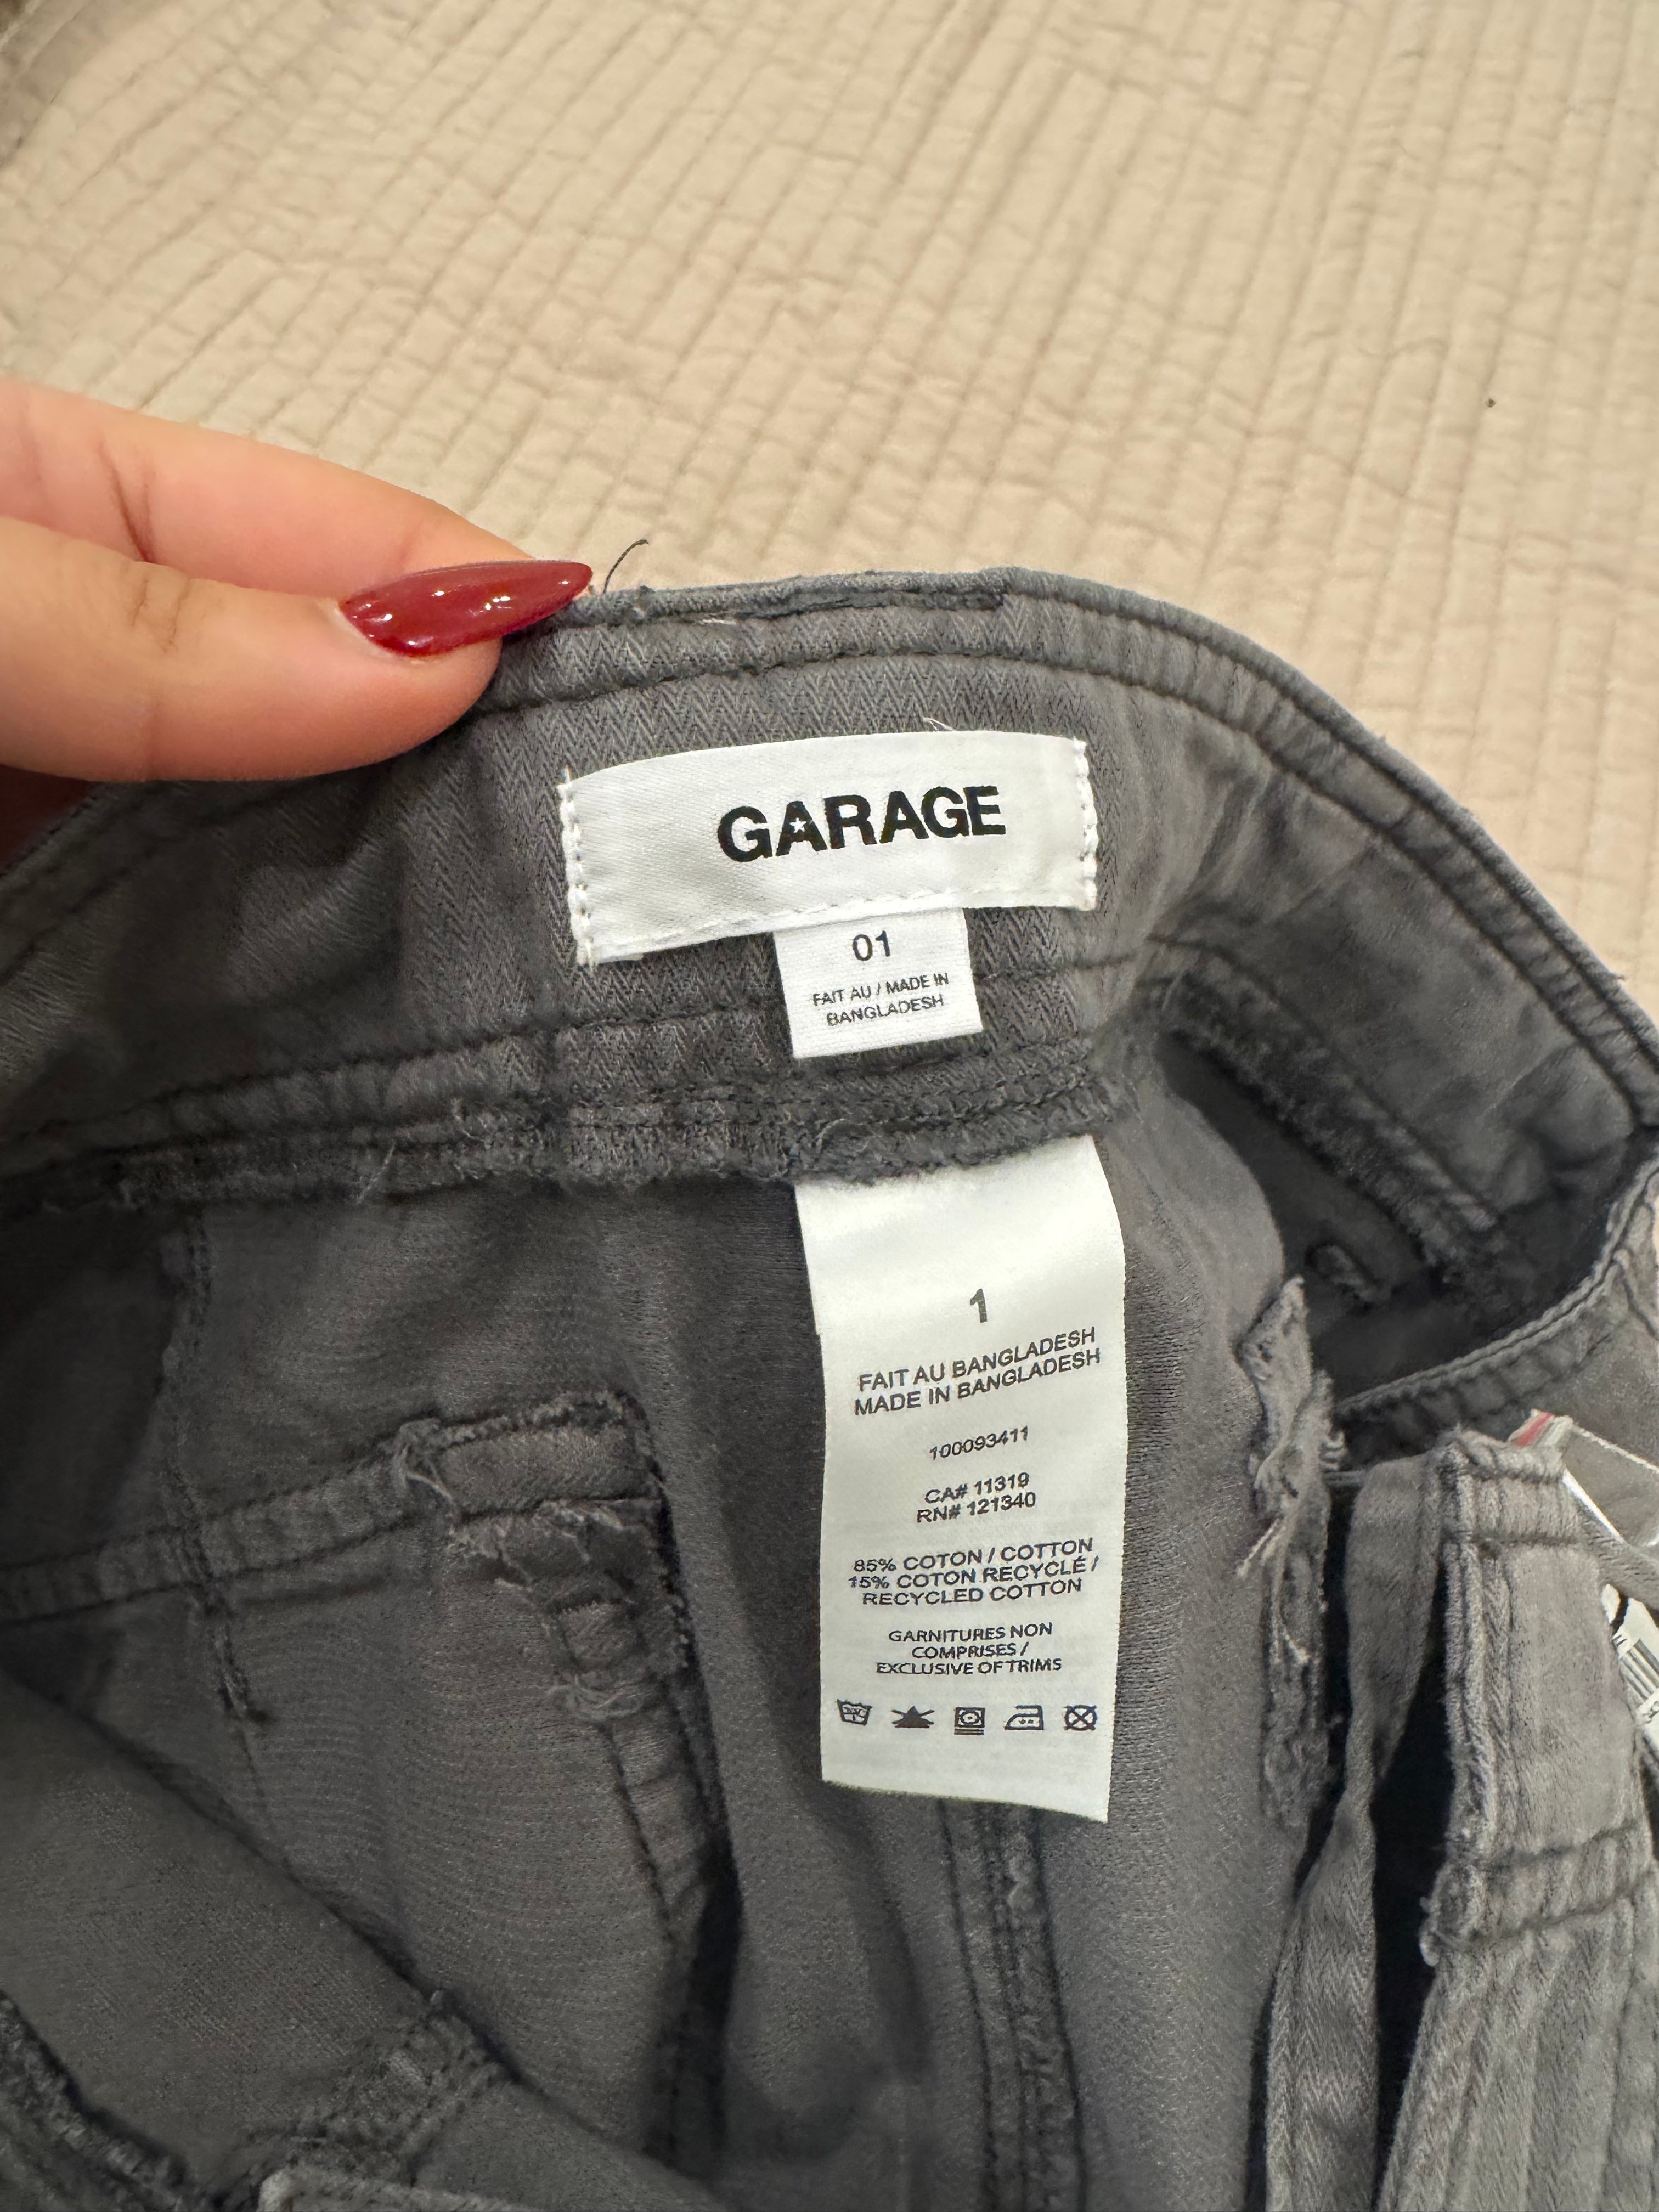 GARAGE
01
FAIT AU / MADE IN
BANGLADESH
1
FAIT AU BANGLADESH
MADE IN BANGLADESH
100093411
CA# 11319
RN# 121340
85% COTON / COTTON
15% COTON RECYCLÉ /
RECYCLED COTTON
GARNITURES NON
COMPRISES /
EXCLUSIVE OF TRIMS